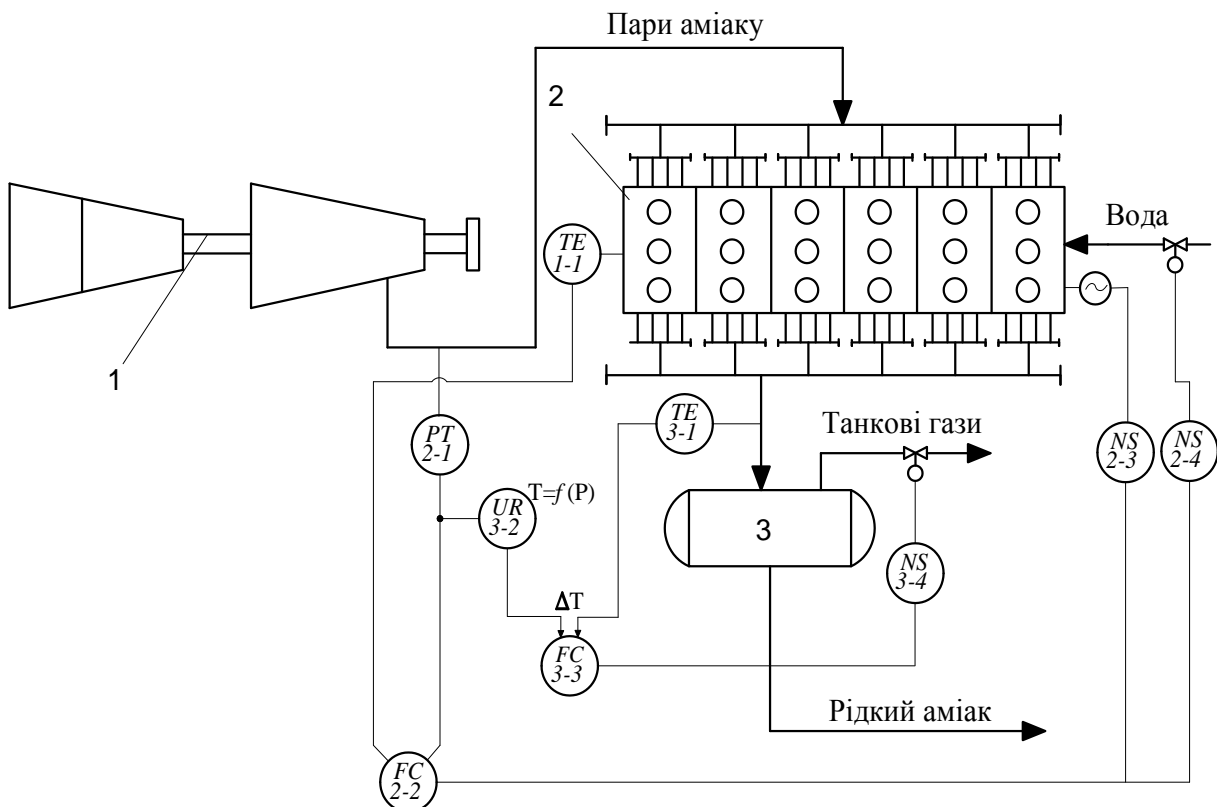 Пари аміаку
2
Вода
TE
1-1
1
TE
3-1
Танкові гази
PT
2-1
NS
2-3
NS
2-4
UR
3-2
T=f(P)
3
NS
3-4
ΔT
FC
3-3
Рідкий аміак
FC
2-2